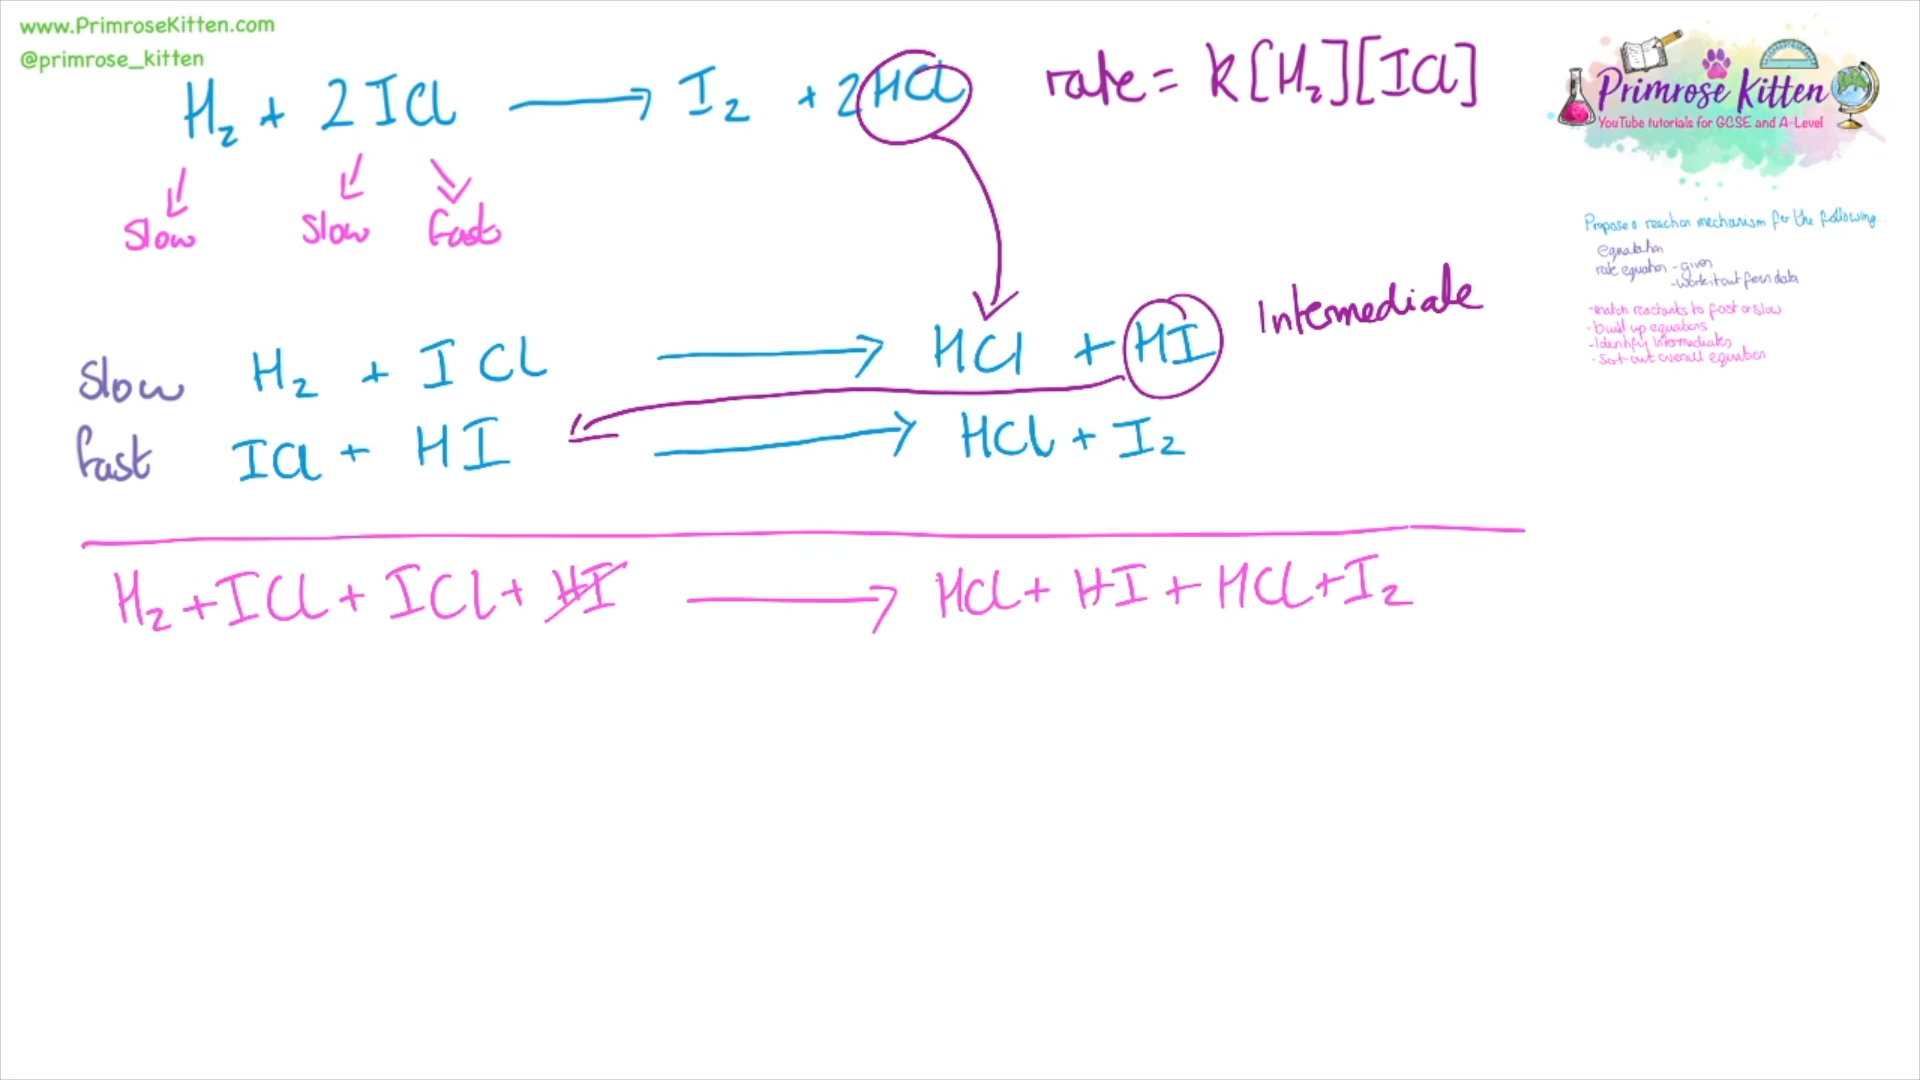 www.PrimroseKitten.com
@primrose_kitten
H₂ + 2ICl → I₂ + 2HCl
rate = k[H₂][ICl]
Primrose Kitten
YouTube tutorials for GCSE and A-Level
Slow Slow fast
Propose a reaction mechanism for the following..
rate equation - given
- work it out from data
- match reactants to fast or slow
- build up equations
- Identify Intermediates
- Sort out overall equation
Intermediate
Slow H₂ + ICl → HCl + HI
fast ICl + HI → HCl + I₂
H₂ + ICl + ICl + HI → HCl + HI + HCl + I₂